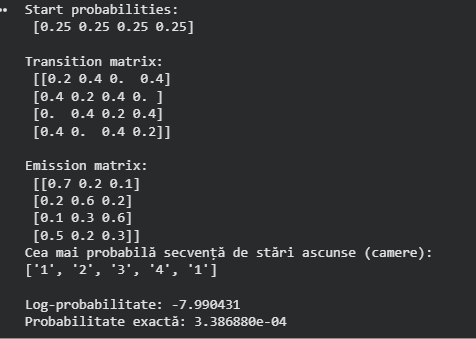 Start probabilities:
[0.25 0.25 0.25 0.25]
Transition matrix:
[[0.2 0.4 0.  0.4]
[0.4 0.2 0.4 0. ]
[0.  0.4 0.2 0.4]
[0.4 0.  0.4 0.2]]
Emission matrix:
[[0.7 0.2 0.1]
[0.2 0.6 0.2]
[0.1 0.3 0.6]
[0.5 0.2 0.3]]
Cea mai probabilă secvență de stări ascunse (camere):
['1', '2', '3', '4', '1']
Log-probabilitate: -7.990431
Probabilitate exactă: 3.386880e-04